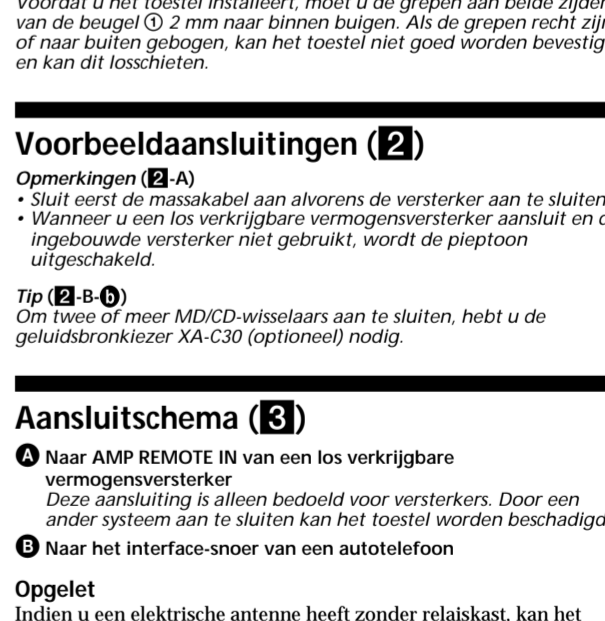 Voordat u het toestel installeert, moet u de grepen aan beide zijden
van de beugel ① 2 mm naar binnen buigen. Als de grepen recht zijn
of naar buiten gebogen, kan het toestel niet goed worden bevestig
en kan dit losschieten.
Voorbeeldaansluitingen (2)
Opmerkingen (2-A)
• Sluit eerst de massakabel aan alvorens de versterker aan te sluiten
• Wanneer u een los verkrijgbare vermogensversterker aansluit en d
ingebouwde versterker niet gebruikt, wordt de pieptoon
uitgeschakeld.
Tip (2-B-ⓑ)
Om twee of meer MD/CD-wisselaars aan te sluiten, hebt u de
geluidsbronkiezer XA-C30 (optioneel) nodig.
Aansluitschema (3)
Ⓐ Naar AMP REMOTE IN van een los verkrijgbare
vermogensversterker
Deze aansluiting is alleen bedoeld voor versterkers. Door een
ander systeem aan te sluiten kan het toestel worden beschadigd
Ⓑ Naar het interface-snoer van een autotelefoon
Opgelet
Indien u een elektrische antenne heeft zonder relaiskast, kan het